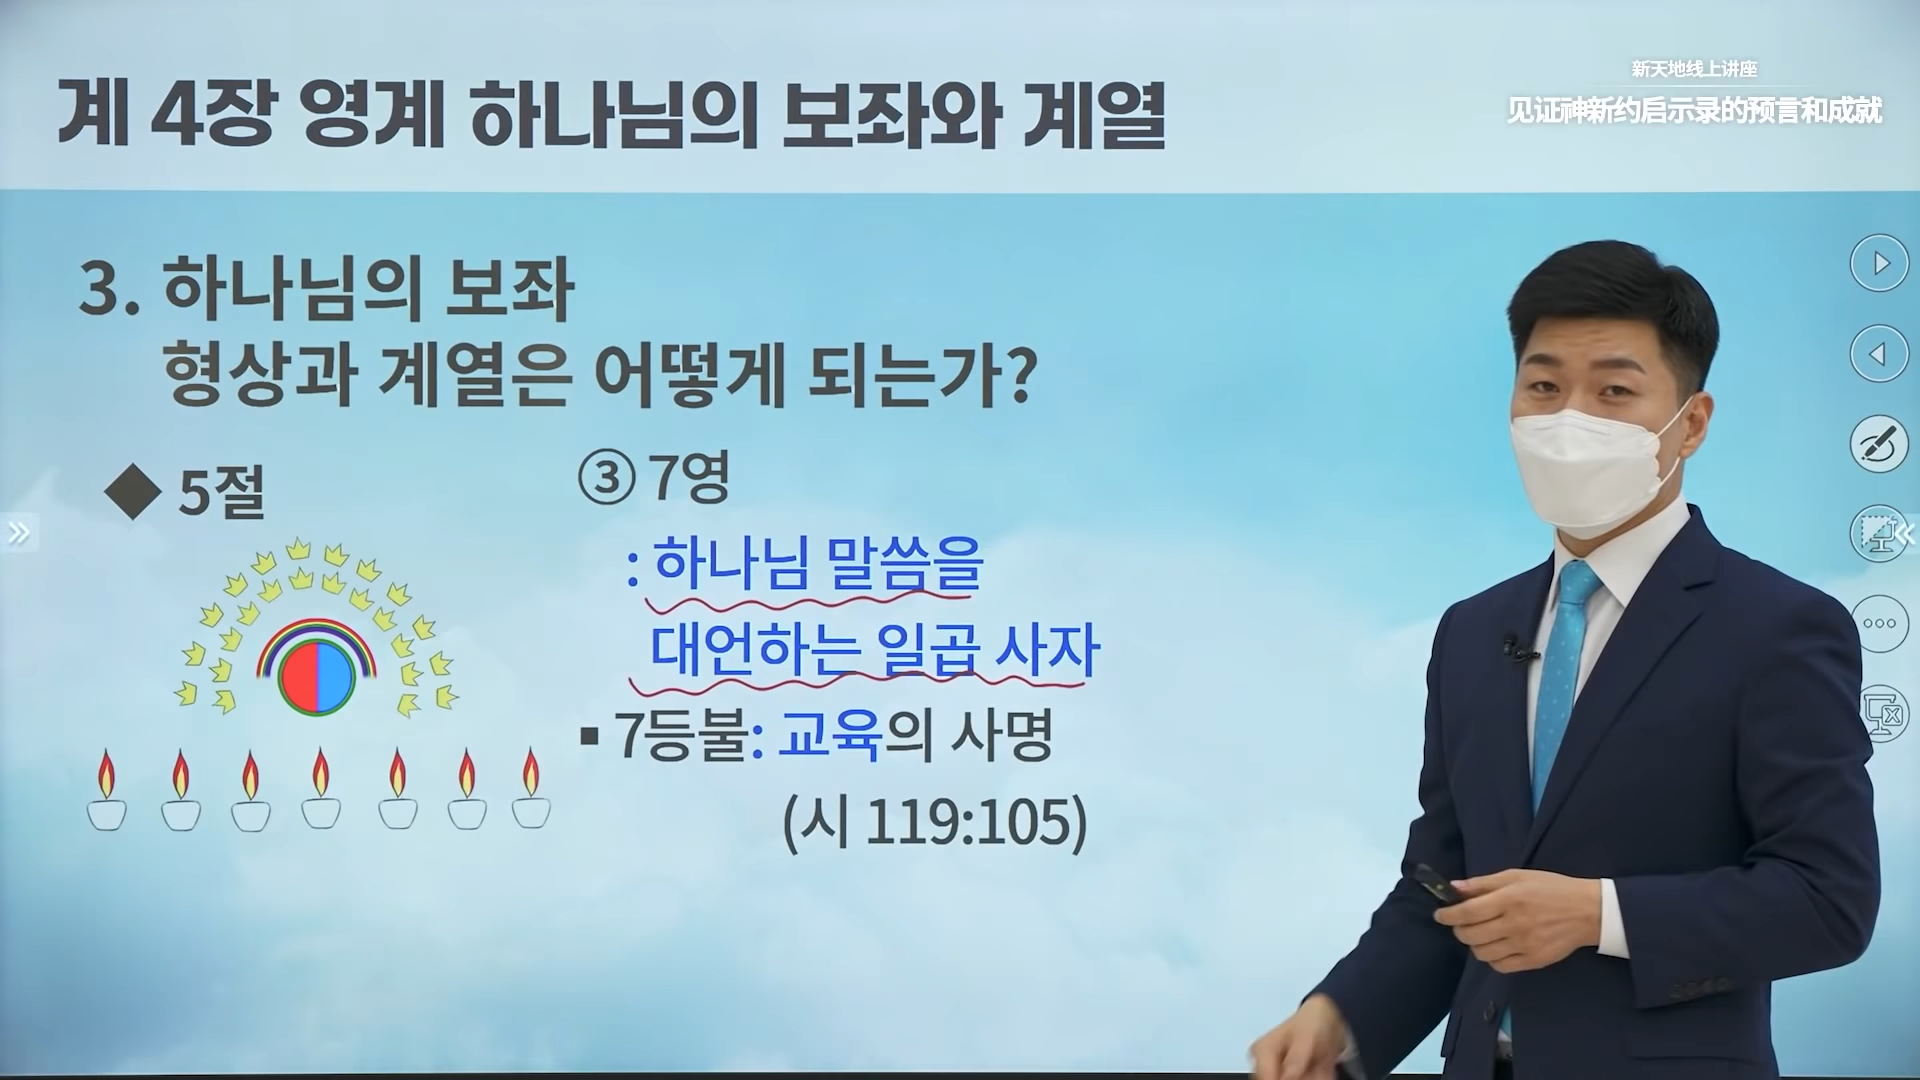 계 4장 영계 하나님의 보좌와 계열
新天地线上讲座
见证神新约启示录的预言和成就
3. 하나님의 보좌
형상과 계열은 어떻게 되는가?
◆ 5절
③ 7영
: 하나님 말씀을
대언하는 일곱 사자
▪ 7등불: 교육의 사명
(시 119:105)